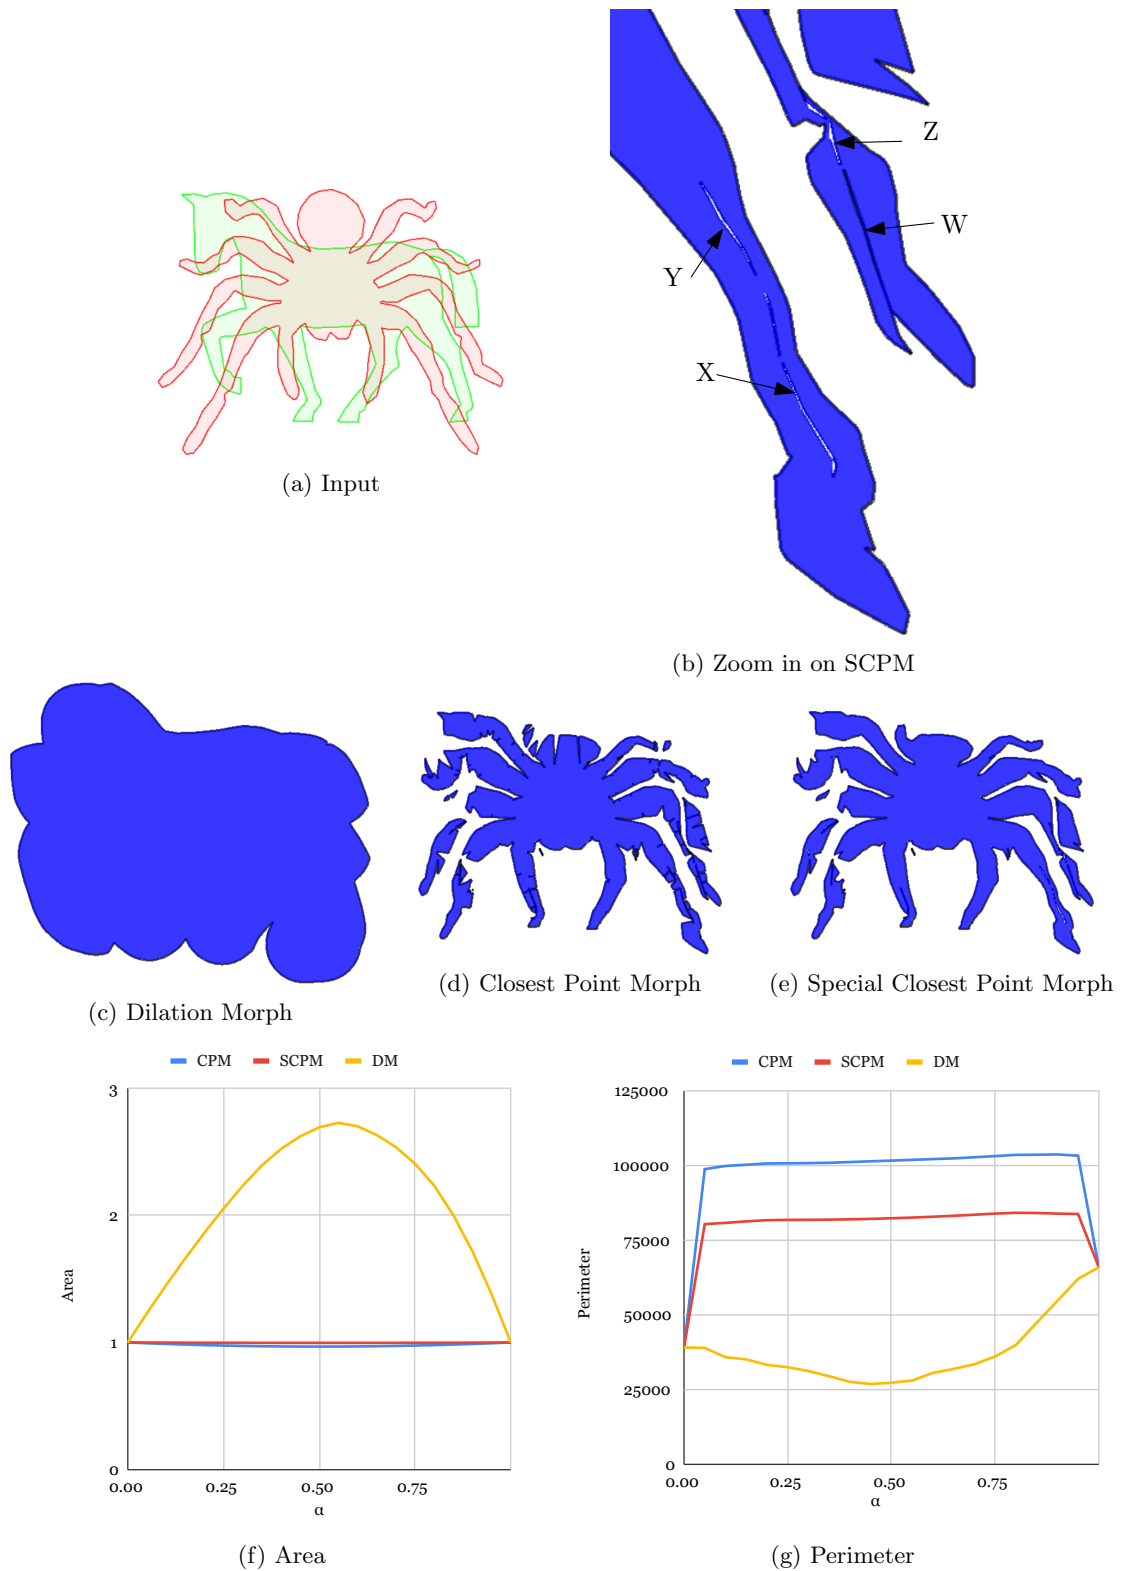 Z
W
Y
X
(a) Input
(b) Zoom in on SCPM
(c) Dilation Morph
(d) Closest Point Morph
(e) Special Closest Point Morph
CPM SCPM DM
3
2
1
0
Area
0.00 0.25 0.50 0.75
α
(f) Area
CPM SCPM DM
125000
100000
75000
50000
25000
0
Perimeter
0.00 0.25 0.50 0.75
α
(g) Perimeter